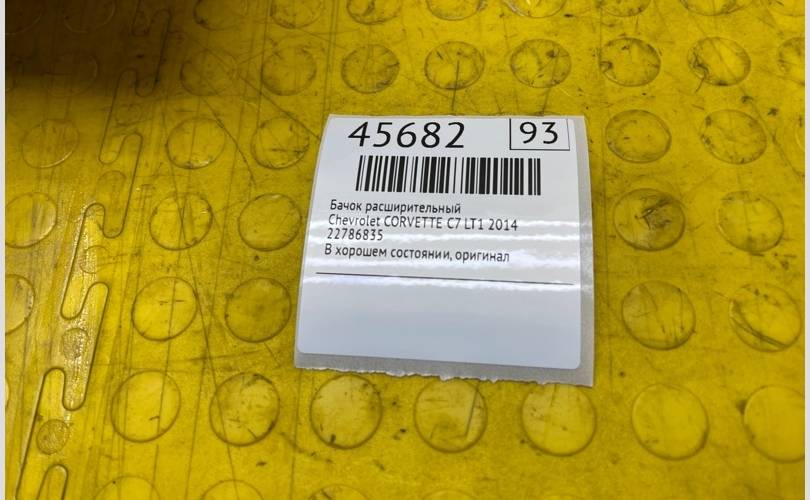 45682 93
Бачок расширительный
Chevrolet CORVETTE C7 LT1 2014
22786835
В хорошем состоянии, оригинал